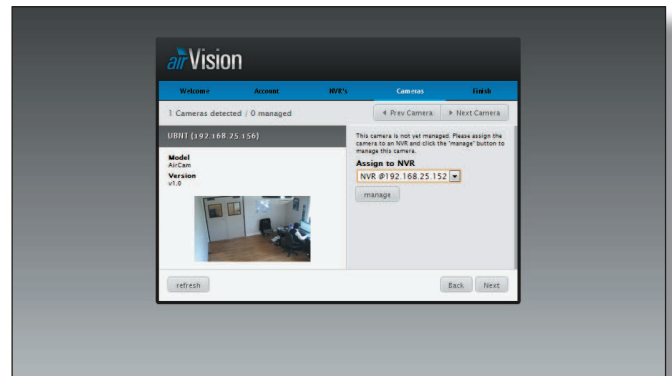 airVision
Welcome Account NVR's Cameras Finish
1 Cameras detected / 0 managed
Prev Camera Next Camera
UBNT (192.168.25.156)
Model
AirCam
Version
v1.0
This camera is not yet managed. Please assign the
camera to an NVR and click the 'manage' button to
manage this camera.
Assign to NVR
NVR @192.168.25.152
manage
refresh
Back Next